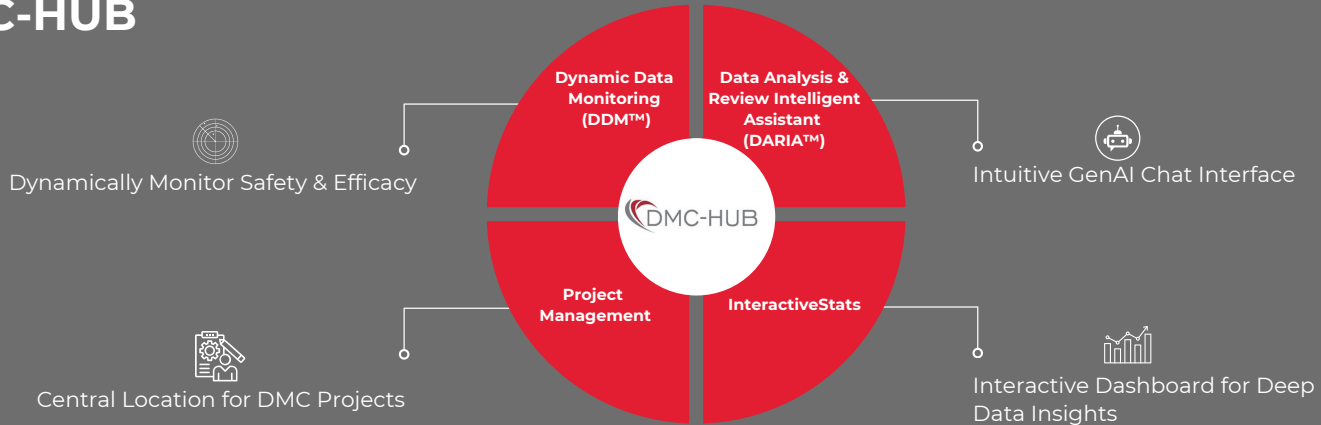 C-HUB
Dynamic Data
Monitoring
(DDM™)
Data Analysis &
Review Intelligent
Assistant
(DARIA™)
Dynamically Monitor Safety & Efficacy
Intuitive GenAI Chat Interface
DMC-HUB
Project
Management
InteractiveStats
Central Location for DMC Projects
Interactive Dashboard for Deep
Data Insights